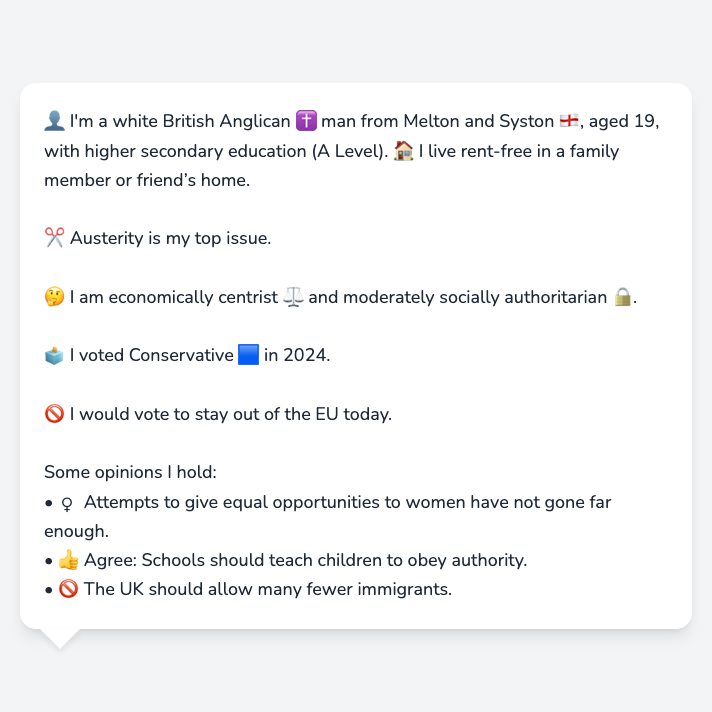 👤 I'm a white British Anglican ✝️ man from Melton and Syston 🏴󠁧󠁢󠁥󠁮󠁧󠁿, aged 19,
with higher secondary education (A Level). 🏠 I live rent-free in a family
member or friend’s home.
✂️ Austerity is my top issue.
🤔 I am economically centrist ⚖️ and moderately socially authoritarian 🔒.
🗳️ I voted Conservative 🟦 in 2024.
🚫 I would vote to stay out of the EU today.
Some opinions I hold:
• ♀ Attempts to give equal opportunities to women have not gone far
enough.
• 👍 Agree: Schools should teach children to obey authority.
• 🚫 The UK should allow many fewer immigrants.